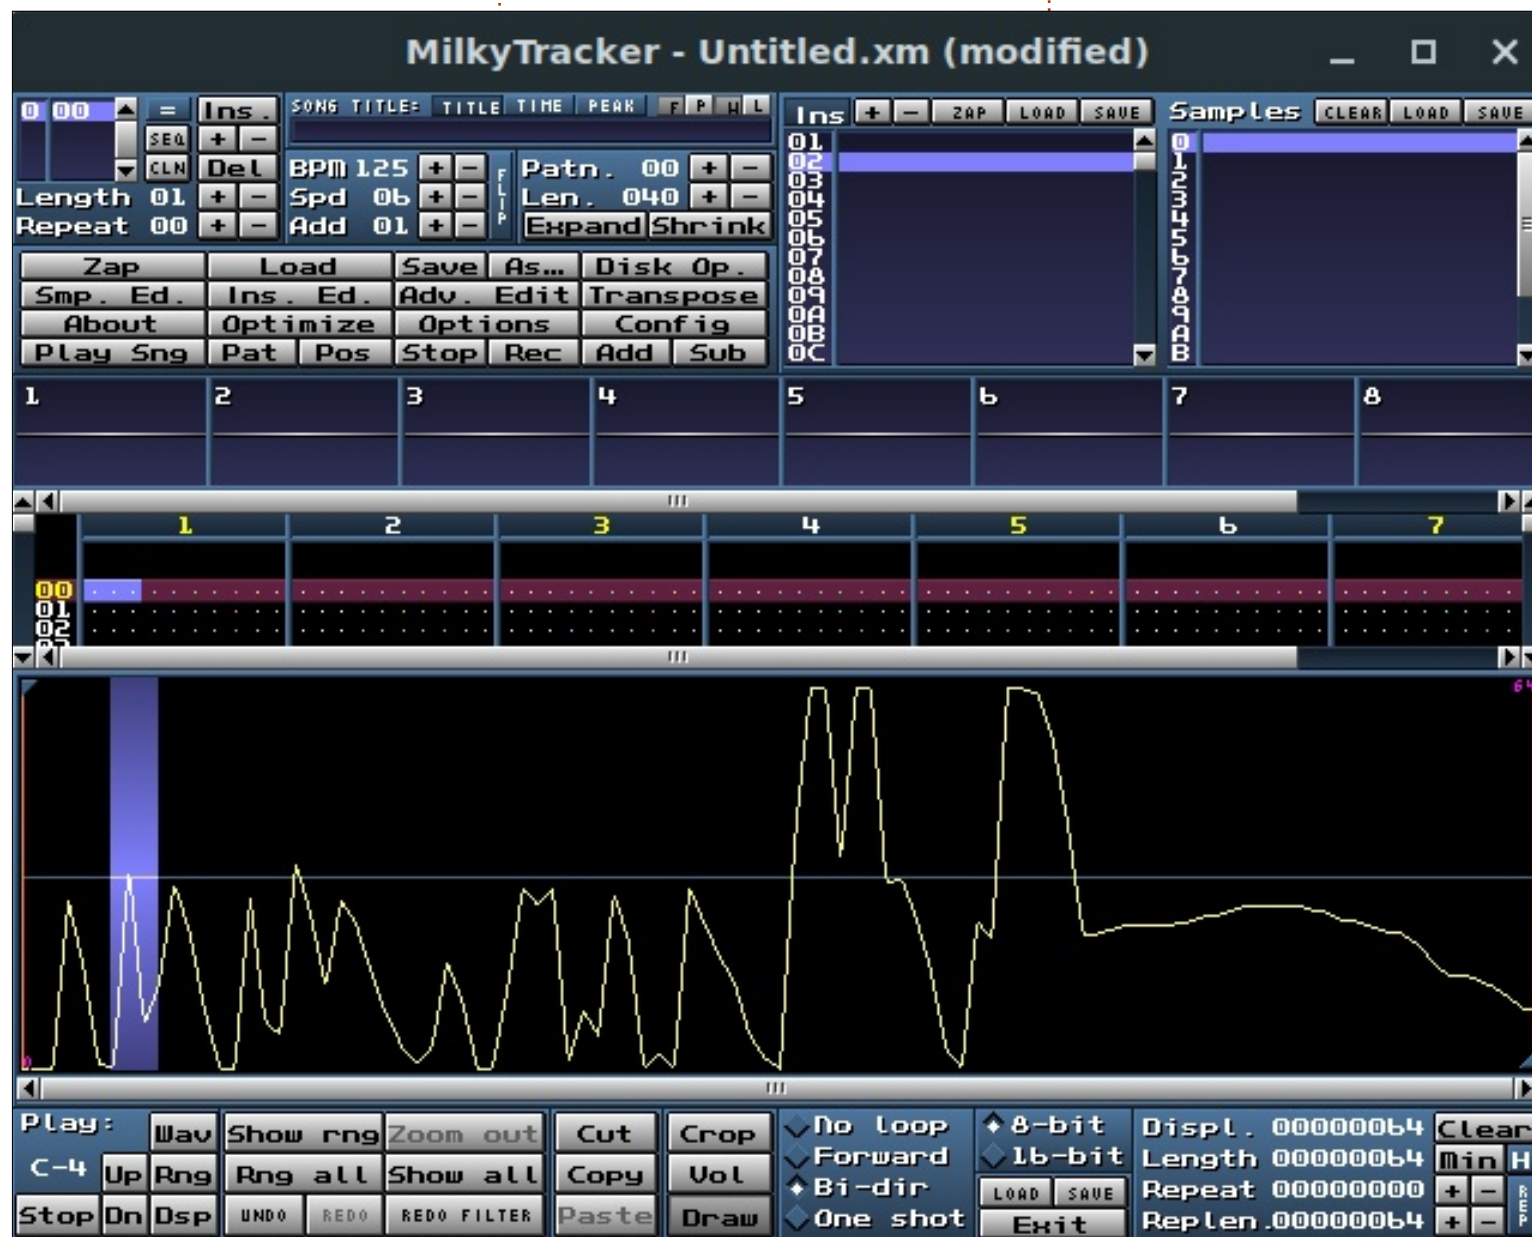 MilkyTracker - Untitled.xm (modified)
0 00 = Ins.
SEQ + -
CLN Del
Length 01 + -
Repeat 00 + -
SONG TITLE: TITLE TIME PEAK F P W L
BPM 125 + -
Spd 06 + -
Add 01 + -
FLIP
Patn. 00 + -
Len. 040 + -
Expand Shrink
Zap Load Save As... Disk Op.
Smp. Ed. Ins. Ed. Adv. Edit Transpose
About Optimize Options Config
Play Sng Pat Pos Stop Rec Add Sub
Ins + - ZAP LOAD SAVE
01
02
03
04
05
06
07
08
09
0A
0B
0C
Samples CLEAR LOAD SAVE
0
1
2
3
4
5
6
7
8
9
A
B
1 2 3 4 5 6 7 8
1 2 3 4 5 6 7
00
01
02
64
0
Play: Wav Show rng Zoom out Cut Crop
C-4 Up Rng Rng all Show all Copy Vol
Stop Dn Dsp UNDO REDO REDO FILTER Paste Draw
No loop
Forward
Bi-dir
One shot
8-bit
16-bit
LOAD SAVE
Exit
Displ. 00000064 Clear
Length 00000064 Min H
Repeat 00000000 + -
Replen.00000064 + -
REP